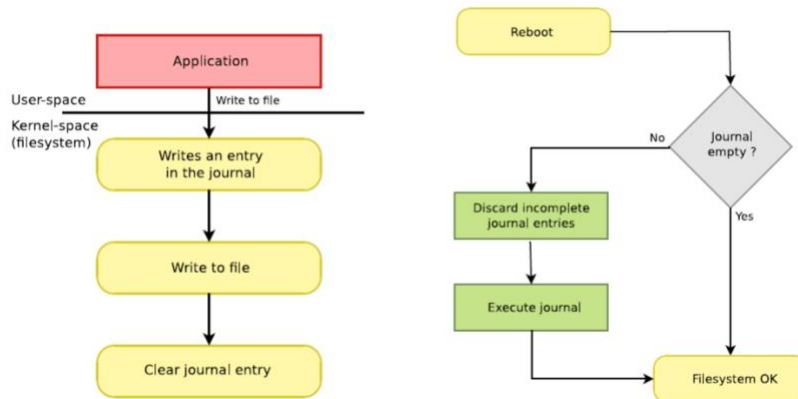 Application
User-space
Write to file
Kernel-space
(filesystem)
Writes an entry
in the journal
Write to file
Clear journal entry
Reboot
Journal
empty ?
No
Yes
Discard incomplete
journal entries
Execute journal
Filesystem OK